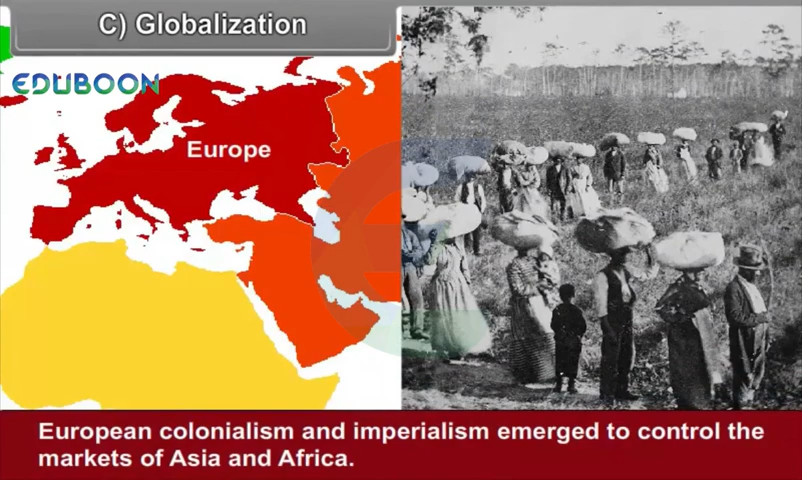 C) Globalization
EDUBOON
Europe
European colonialism and imperialism emerged to control the
markets of Asia and Africa.